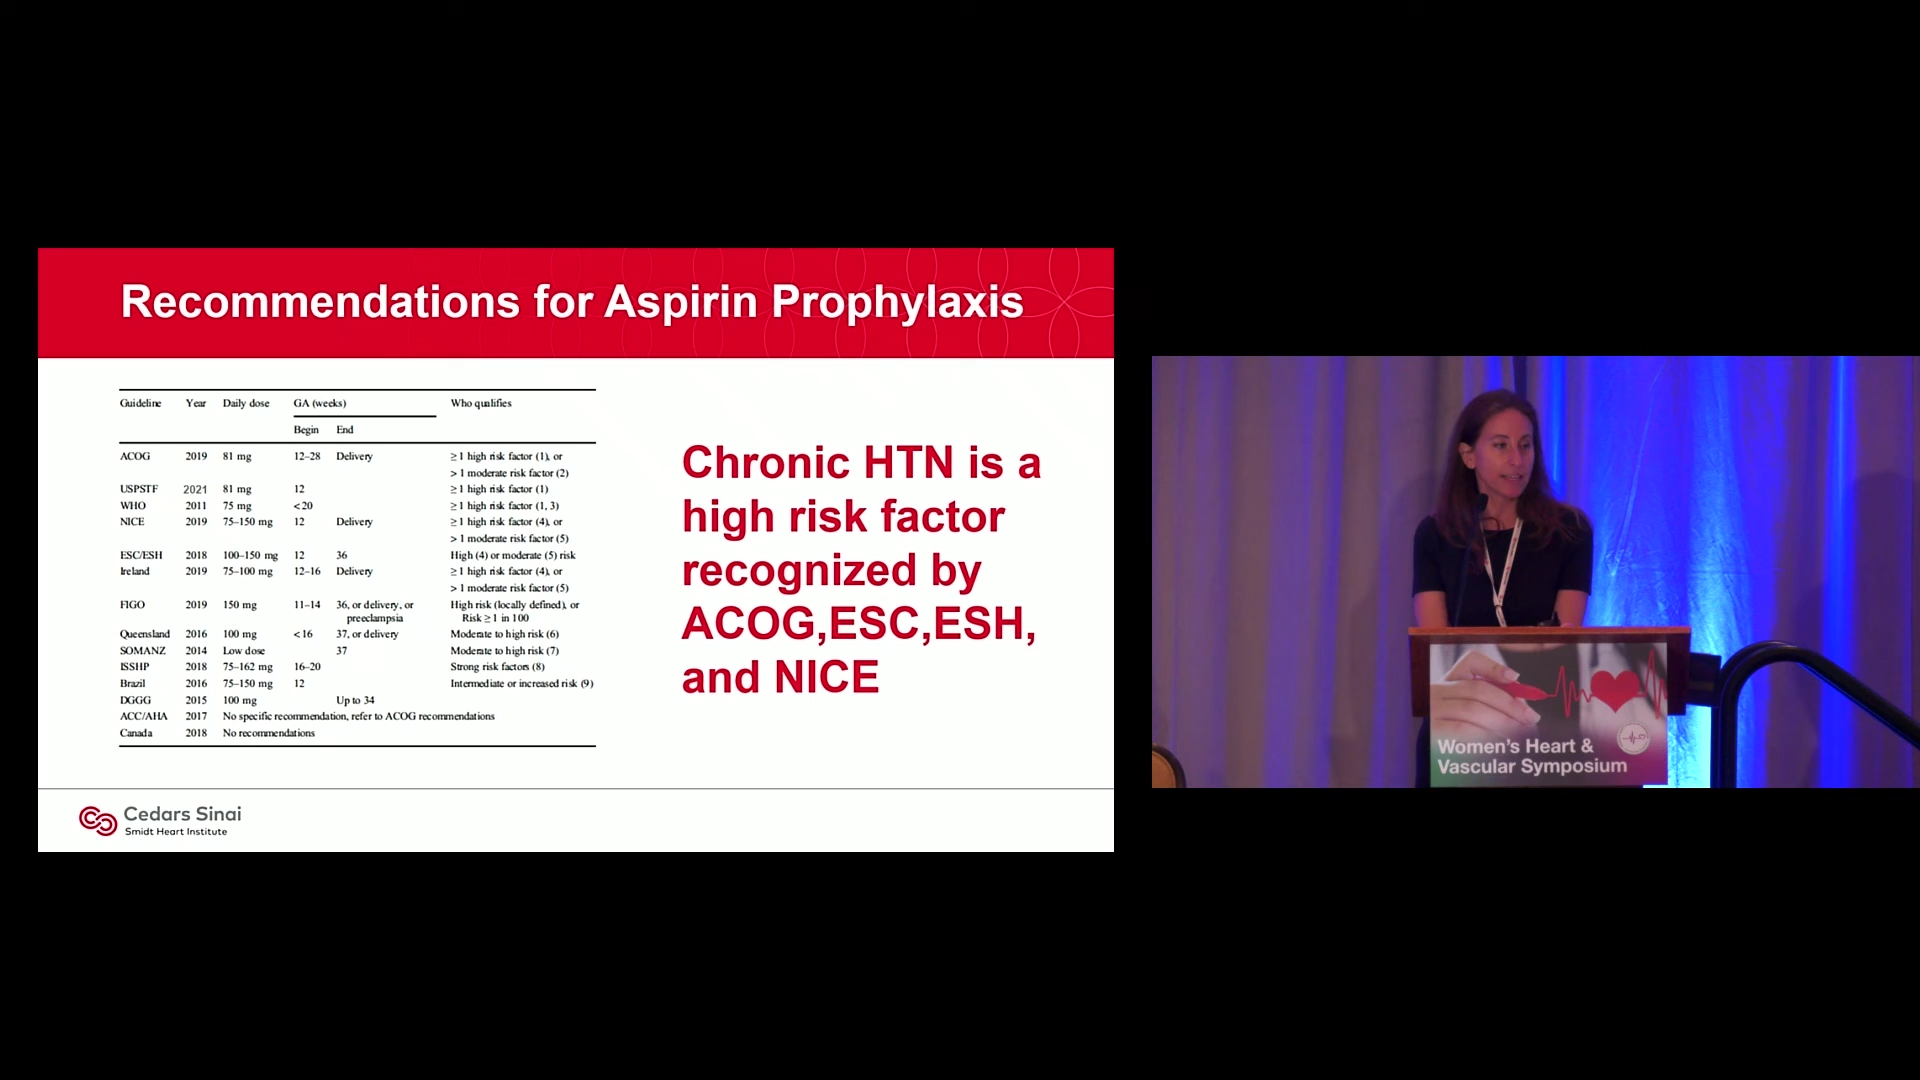 Recommendations for Aspirin Prophylaxis
Guideline Year Daily dose GA (weeks) Who qualifies
Begin End
ACOG 2019 81 mg 12–28 Delivery ≥ 1 high risk factor (1), or
> 1 moderate risk factor (2)
USPSTF 2021 81 mg 12 ≥ 1 high risk factor (1)
WHO 2011 75 mg < 20 ≥ 1 high risk factor (1, 3)
NICE 2019 75–150 mg 12 Delivery ≥ 1 high risk factor (4), or
> 1 moderate risk factor (5)
ESC/ESH 2018 100–150 mg 12 36 High (4) or moderate (5) risk
Ireland 2019 75–100 mg 12–16 Delivery ≥ 1 high risk factor (4), or
> 1 moderate risk factor (5)
FIGO 2019 150 mg 11–14 36, or delivery, or High risk (locally defined), or
preeclampsia Risk ≥ 1 in 100
Queensland 2016 100 mg < 16 37, or delivery Moderate to high risk (6)
SOMANZ 2014 Low dose 37 Moderate to high risk (7)
ISSHP 2018 75–162 mg 16–20 Strong risk factors (8)
Brazil 2016 75–150 mg 12 Intermediate or increased risk (9)
DGGG 2015 100 mg Up to 34
ACC/AHA 2017 No specific recommendation, refer to ACOG recommendations
Canada 2018 No recommendations
Chronic HTN is a
high risk factor
recognized by
ACOG,ESC,ESH,
and NICE
Cedars Sinai
Smidt Heart Institute
Women's Heart &
Vascular Symposium